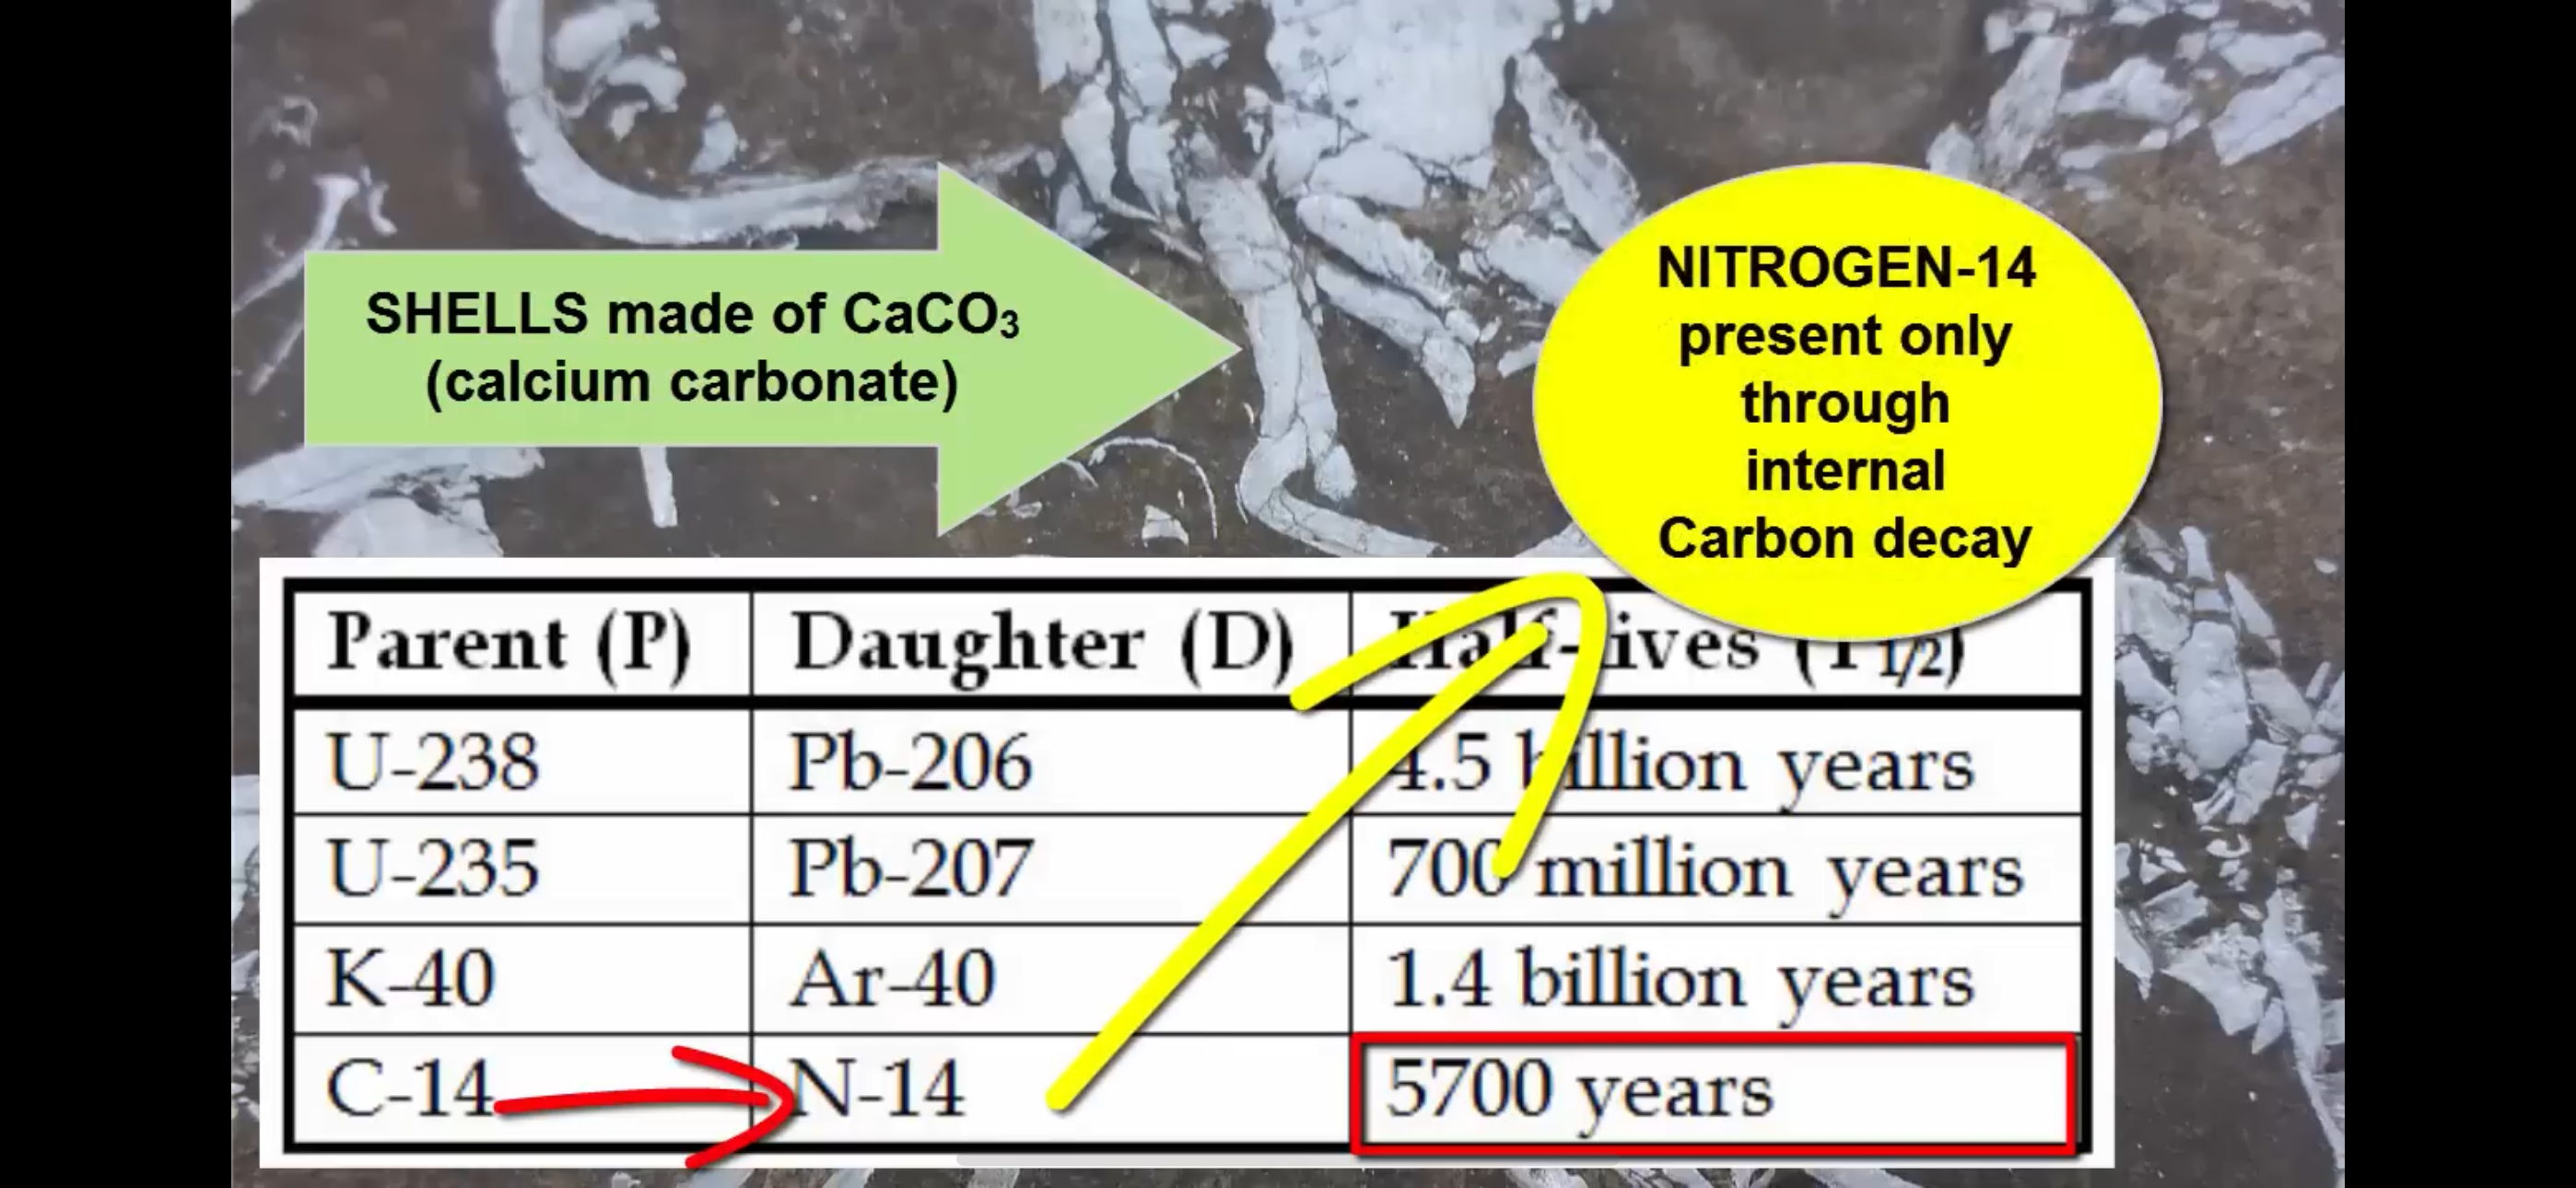 SHELLS made of CaCO₃
(calcium carbonate)
NITROGEN-14
present only
through
internal
Carbon decay
Parent (P) Daughter (D) Half-lives (T 1/2)
U-238 Pb-206 4.5 billion years
U-235 Pb-207 700 million years
K-40 Ar-40 1.4 billion years
C-14 N-14 5700 years